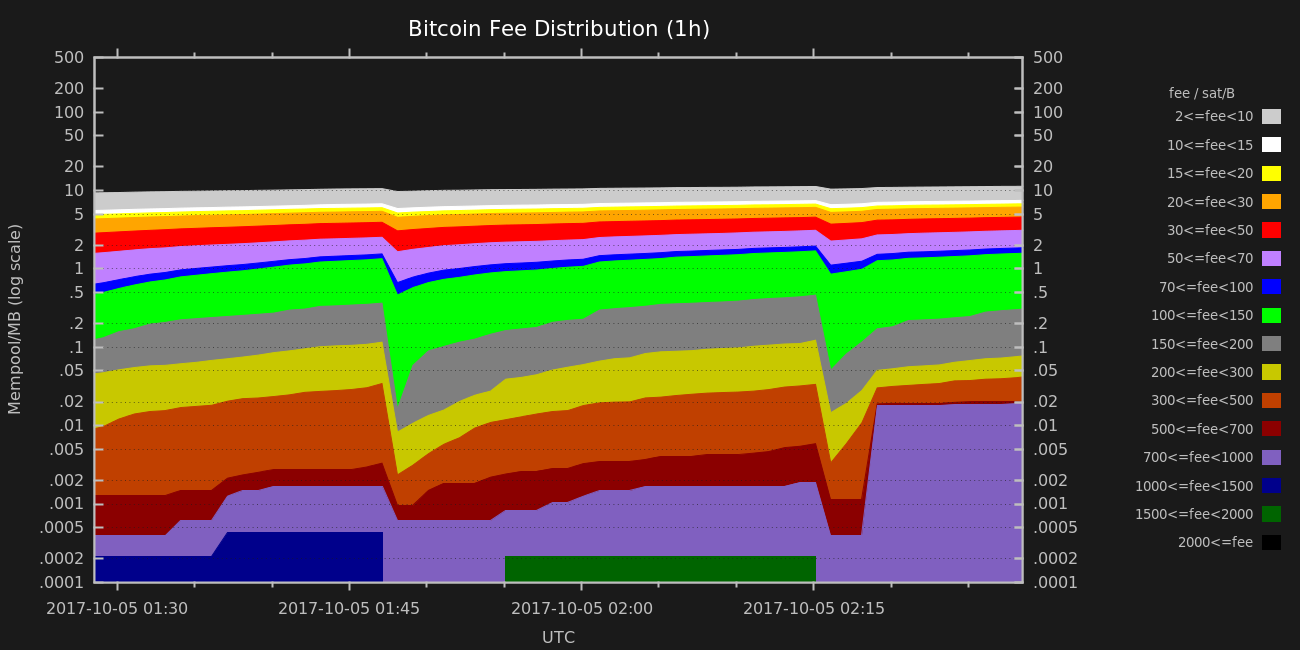 Bitcoin Fee Distribution (1h)
500 500
200 200
100 100
50 50
20 20
10 10
5 5
2 2
1 1
.5 .5
.2 .2
.1 .1
.05 .05
.02 .02
.01 .01
.005 .005
.002 .002
.001 .001
.0005 .0005
.0002 .0002
.0001 .0001
Mempool/MB (log scale)
2017-10-05 01:30 2017-10-05 01:45 2017-10-05 02:00 2017-10-05 02:15
UTC
fee / sat/B
2<=fee<10
10<=fee<15
15<=fee<20
20<=fee<30
30<=fee<50
50<=fee<70
70<=fee<100
100<=fee<150
150<=fee<200
200<=fee<300
300<=fee<500
500<=fee<700
700<=fee<1000
1000<=fee<1500
1500<=fee<2000
2000<=fee